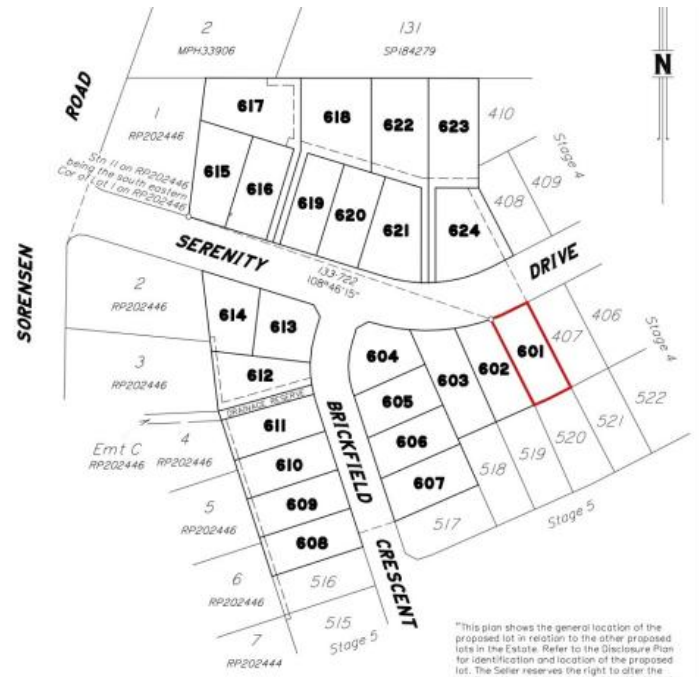 2
MPH33906
131
SP184279
N
ROAD
1
RP202446
617
618
622
623
410
Stn 11 on RP202446
being the south eastern
Cor of Lot 1 on RP202446
615
616
619
620
621
624
408
409
Stage 4
SERENITY
DRIVE
133·722
108°46'15"
SORENSEN
2
RP202446
614
613
3
RP202446
612
DRAINAGE RESERVE
604
603
602
601
407
406
Stage 4
605
606
607
611
610
609
608
BRICKFIELD
CRESCENT
Emt C
RP202446
4
RP202446
5
RP202446
6
RP202446
7
RP202444
518
519
520
521
522
517
516
515
Stage 5
Stage 5
"This plan shows the general location of the
proposed lot in relation to the other proposed
lots in the Estate. Refer to the Disclosure Plan
for identification and location of the proposed
lot. The Seller reserves the right to alter the